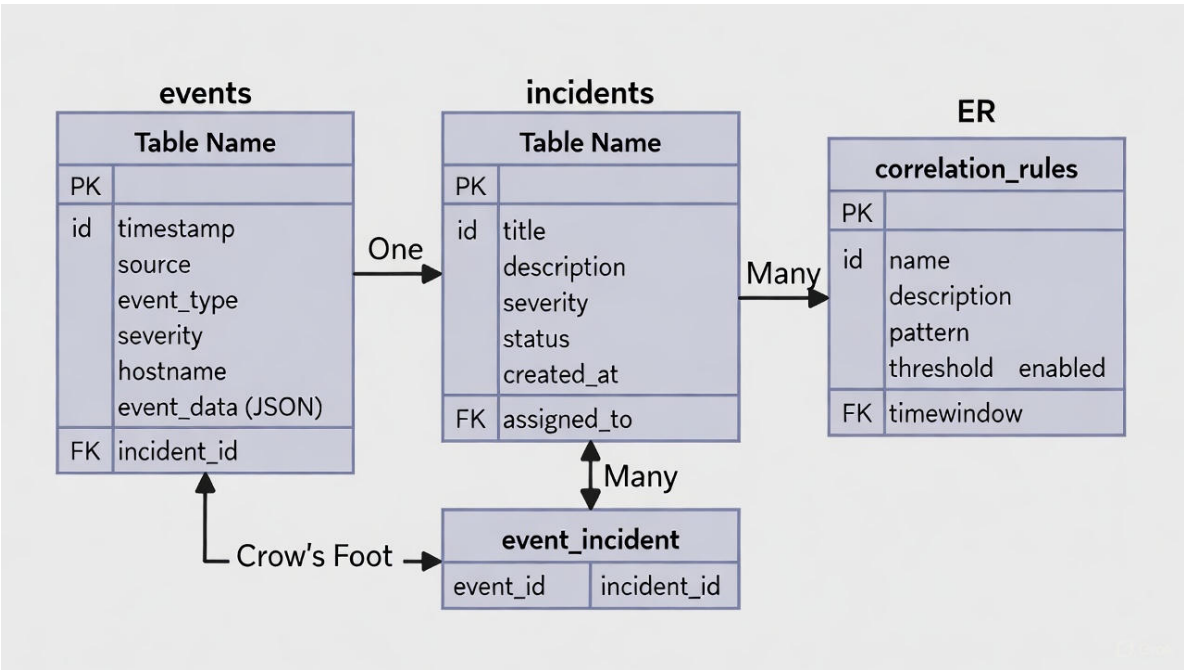 events
Table Name
PK
id timestamp
source
event_type
severity
hostname
event_data (JSON)
FK incident_id
One
incidents
Table Name
PK
id title
description
severity
status
created_at
FK assigned_to
Many
ER
correlation_rules
PK
id name
description
pattern
threshold enabled
FK timewindow
Many
Crow's Foot
event_incident
event_id incident_id